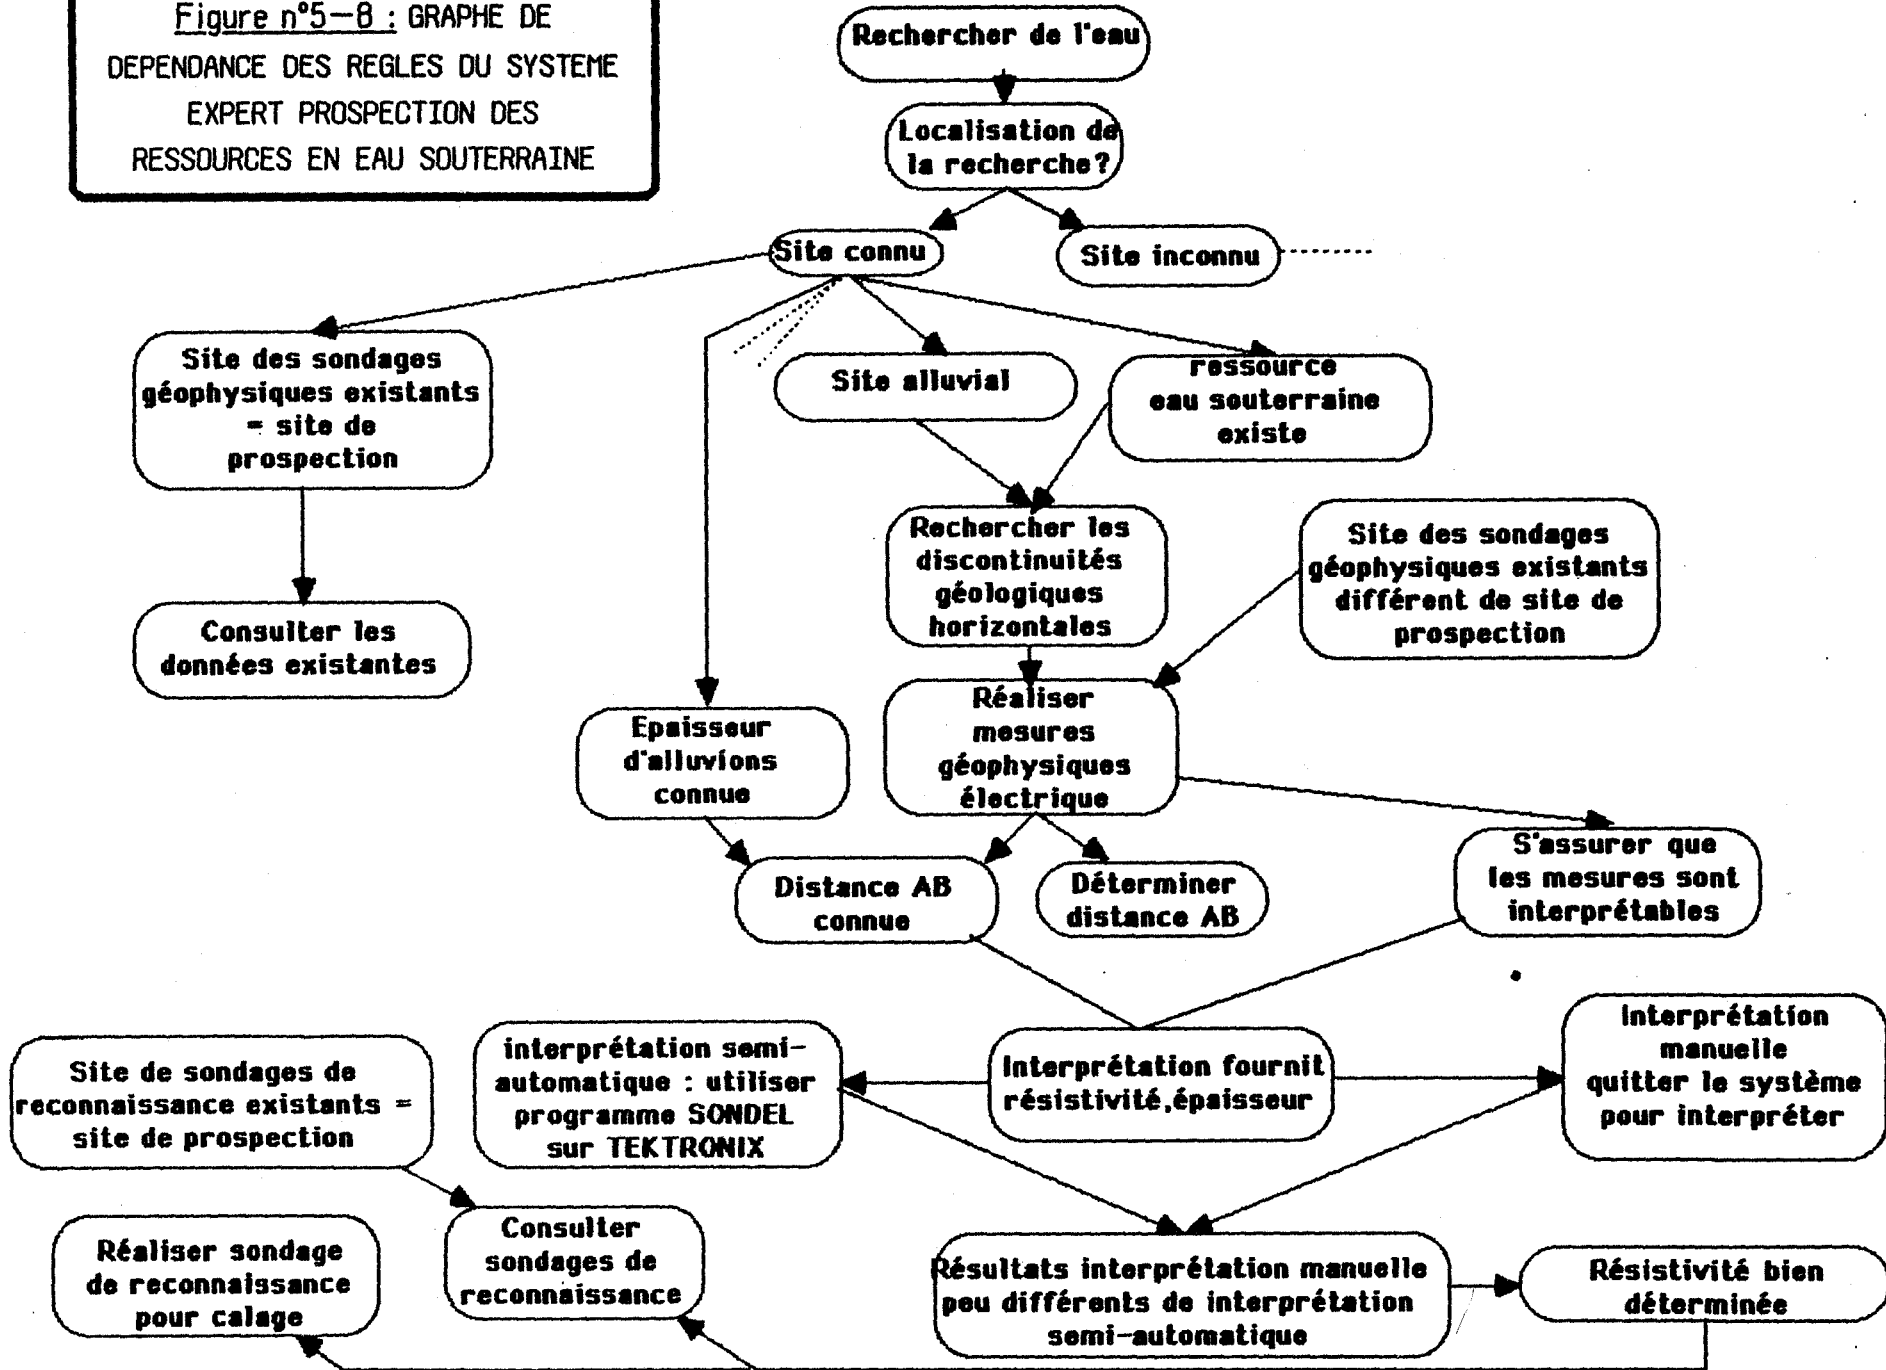 Figure n°5-8 : GRAPHE DE
DEPENDANCE DES REGLES DU SYSTEME
EXPERT PROSPECTION DES
RESSOURCES EN EAU SOUTERRAINE
Rechercher de l'eau
Localisation de
la recherche?
Site connu
Site inconnu
Site des sondages
géophysiques existants
= site de
prospection
Site alluvial
ressource
eau souterraine
existe
Rechercher les
discontinuités
géologiques
horizontales
Site des sondages
géophysiques existants
différent de site de
prospection
Consulter les
données existantes
Epaisseur
d'alluvions
connue
Réaliser
mesures
géophysiques
électrique
Distance AB
connue
Déterminer
distance AB
S'assurer que
les mesures sont
interprétables
Site de sondages de
reconnaissance existants =
site de prospection
interprétation semi-
automatique : utiliser
programme SONDEL
sur TEKTRONIX
Interprétation fournit
résistivité,épaisseur
Interprétation
manuelle
quitter le système
pour interpréter
Réaliser sondage
de reconnaissance
pour calage
Consulter
sondages de
reconnaissance
Résultats interprétation manuelle
peu différents de interprétation
semi-automatique
Résistivité bien
déterminée